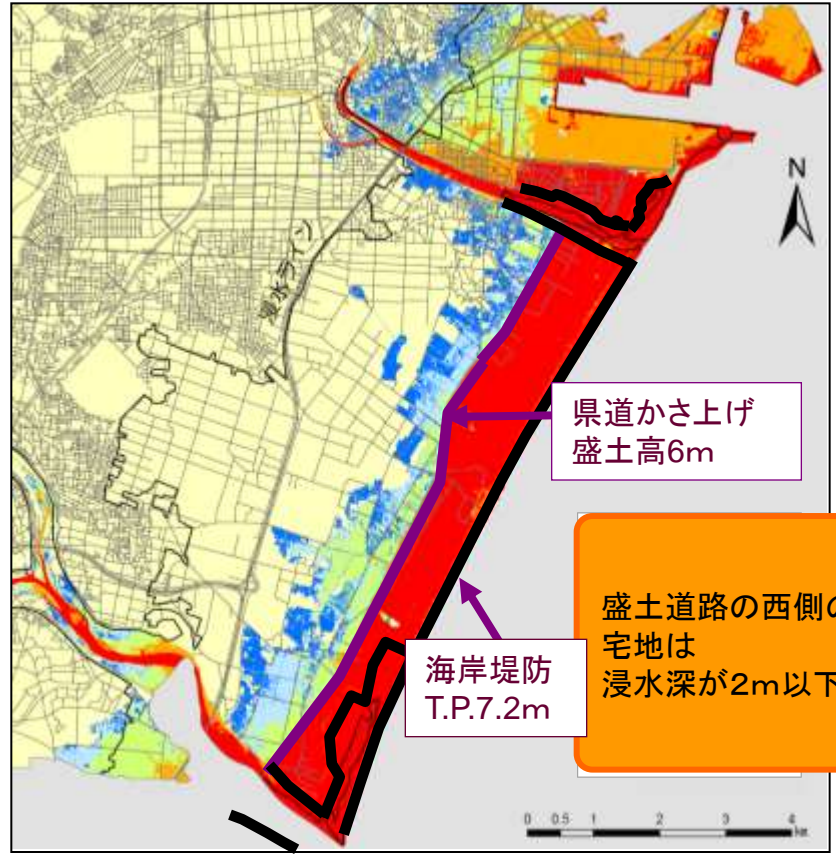 N
浸水ライン
県道かさ上げ
盛土高6m
盛土道路の西側の
宅地は
浸水深が2m以下
海岸堤防
T.P.7.2m
0 0.5 1 2 3 4
km